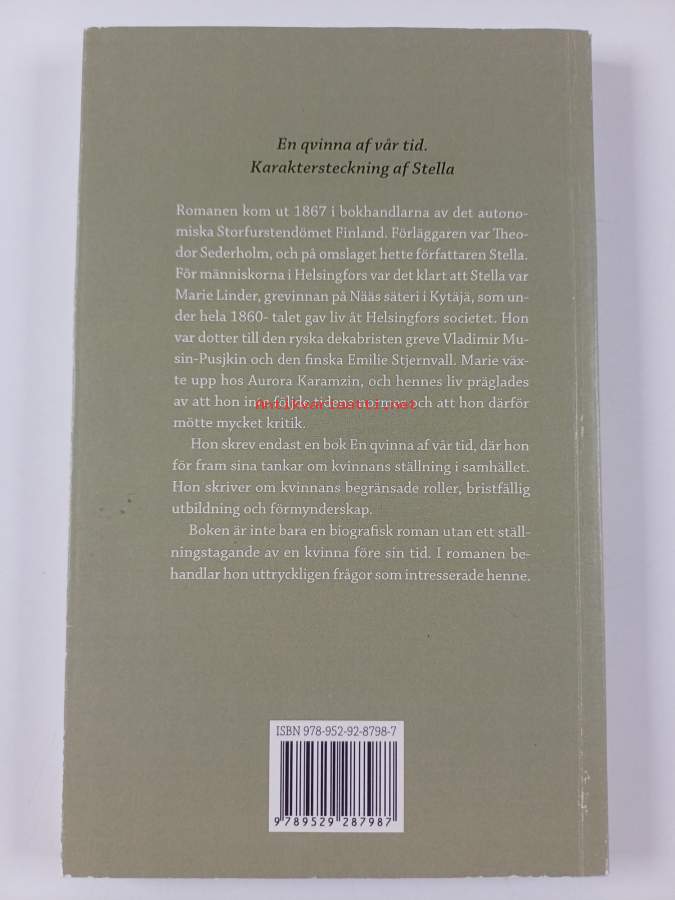 En qvinna af vår tid.
Karaktersteckning af Stella
Romanen kom ut 1867 i bokhandlarna av det autono-
miska Storfurstendömet Finland. Förläggaren var Theo-
dor Sederholm, och på omslaget hette författaren Stella.
För människorna i Helsingfors var det klart att Stella var
Marie Linder, grevinnan på Nääs säteri i Kytäjä, som un-
der hela 1860- talet gav liv åt Helsingfors societet. Hon
var dotter till den ryska dekabristen greve Vladimir Mu-
sin-Pusjkin och den finska Emilie Stjernvall. Marie väx-
te upp hos Aurora Karamzin, och hennes liv präglades
av att hon inte följde tidens normer och att hon därför
antikvariaatti.net
mötte mycket kritik.
Hon skrev endast en bok En qvinna af vår tid, där hon
för fram sina tankar om kvinnans ställning i samhället.
Hon skriver om kvinnans begränsade roller, bristfällig
utbildning och förmynderskap.
Boken är inte bara en biografisk roman utan ett ställ-
ningstagande av en kvinna före sin tid. I romanen be-
handlar hon uttryckligen frågor som intresserade henne.
ISBN 978-952-92-8798-7
9 789529 287987